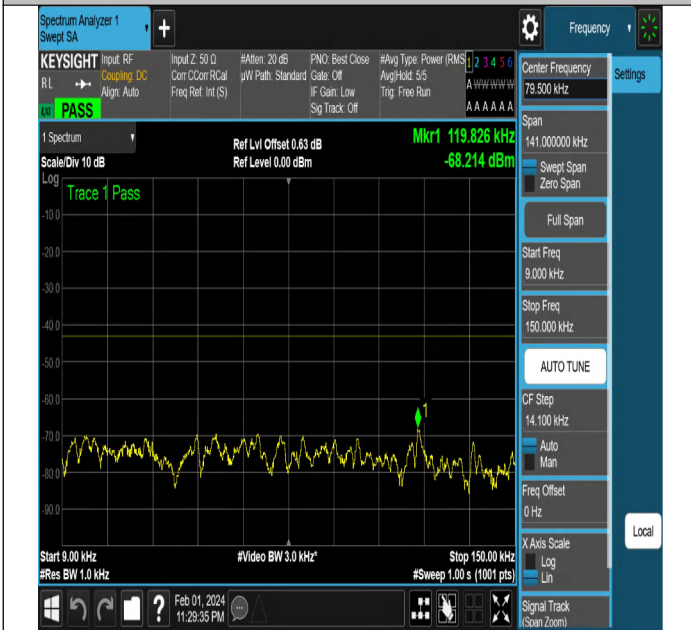 Spectrum Analyzer 1
Swept SA
Frequency
KEYSIGHT
RL
PASS
Input: RF
Coupling: DC
Align: Auto
Input Z: 50 Ω
Corr CCorr RCal
Freq Ref: Int (S)
#Atten: 20 dB
µW Path: Standard
PNO: Best Close
Gate: Off
IF Gain: Low
Sig Track: Off
#Avg Type: Power (RMS
Avg|Hold: 5/5
Trig: Free Run
1 2 3 4 5 6
A W W W W W
A A A A A A
1 Spectrum
Scale/Div 10 dB
Log
Ref Lvl Offset 0.63 dB
Ref Level 0.00 dBm
Mkr1 119.826 kHz
-68.214 dBm
Trace 1 Pass
-10.0
-20.0
-30.0
-40.0
-50.0
-60.0
-70.0
-80.0
-90.0
1
Start 9.00 kHz
#Res BW 1.0 kHz
#Video BW 3.0 kHz*
Stop 150.00 kHz
#Sweep 1.00 s (1001 pts)
Center Frequency
79.500 kHz
Settings
Span
141.000000 kHz
Swept Span
Zero Span
Full Span
Start Freq
9.000 kHz
Stop Freq
150.000 kHz
AUTO TUNE
CF Step
14.100 kHz
Auto
Man
Freq Offset
0 Hz
X Axis Scale
Log
Lin
Local
Signal Track
(Span Zoom)
?
Feb 01, 2024
11:29:35 PM